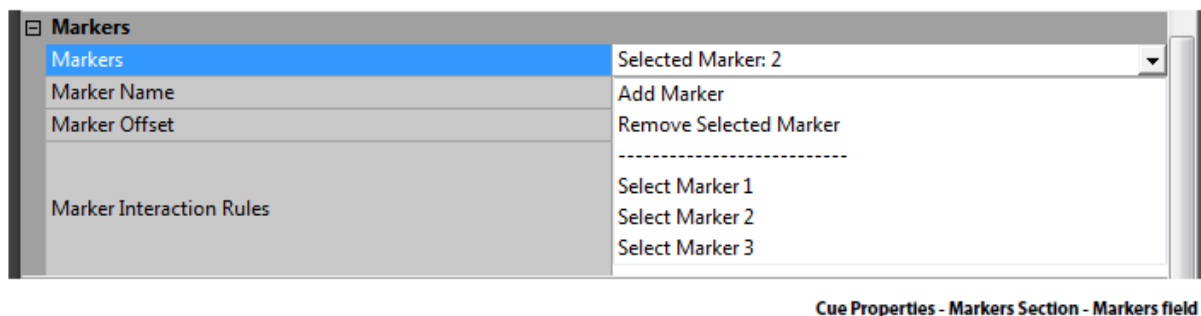 Markers
Markers Selected Marker: 2
Marker Name Add Marker
Marker Offset Remove Selected Marker
---------------------------
Marker Interaction Rules
Select Marker 1
Select Marker 2
Select Marker 3
Cue Properties - Markers Section - Markers field